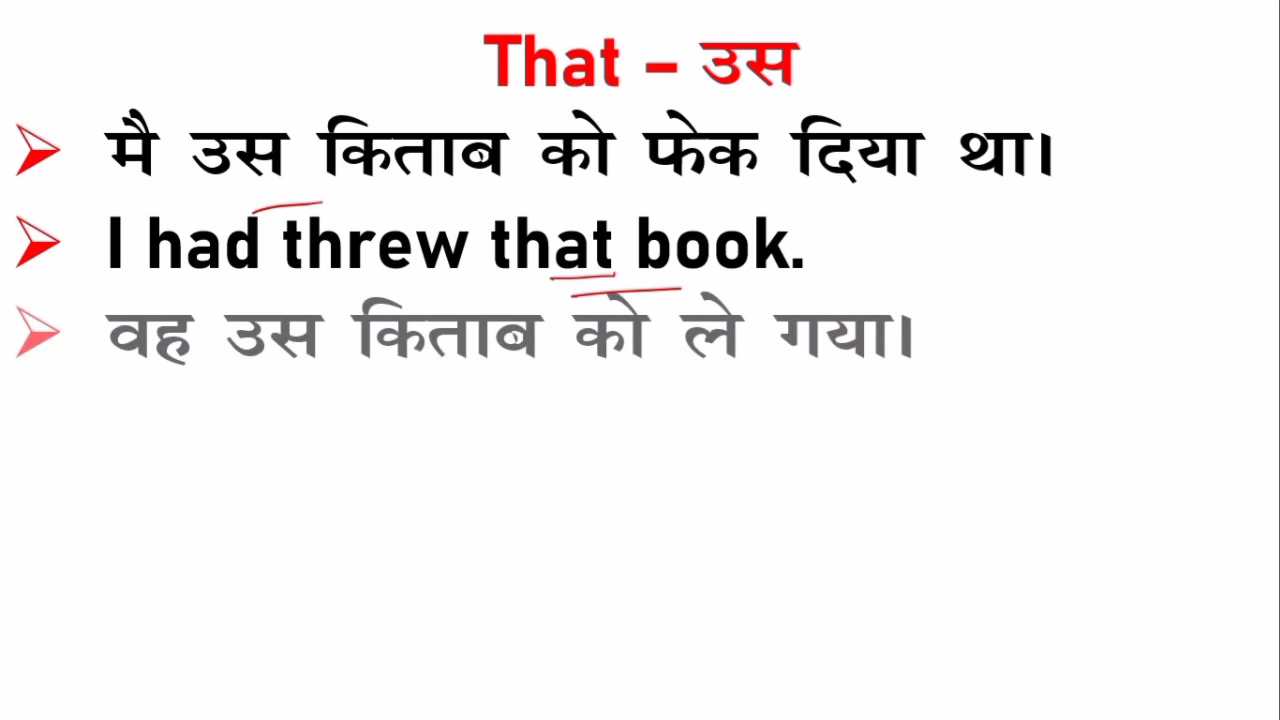 That – उस
मै उस किताब को फेक दिया था।
I had threw that book.
वह उस किताब को ले गया।